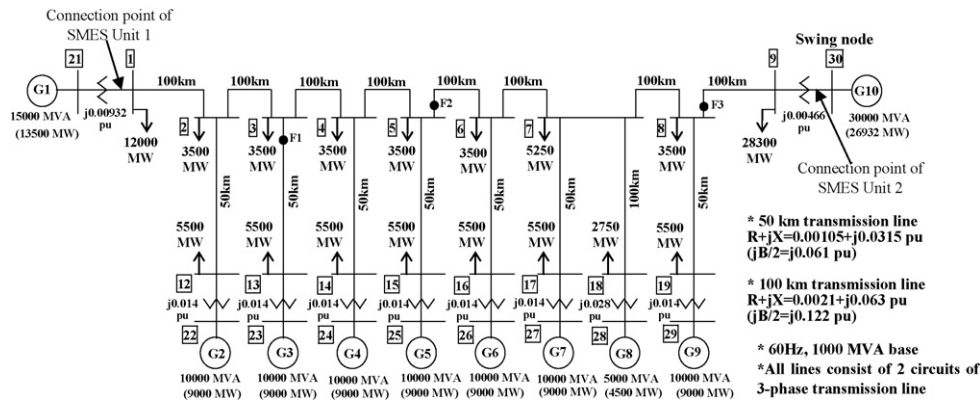 Connection point of
SMES Unit 1
Swing node
21
1
9
30
100km
100km
100km
100km
100km
100km
100km
100km
G1
G10
15000 MVA
(13500 MW)
j0.00932
pu
12000
MW
F1
F2
F3
j0.00466
pu
30000 MVA
(26932 MW)
28300
MW
2
3
4
5
6
7
8
3500
MW
3500
MW
3500
MW
3500
MW
3500
MW
5250
MW
3500
MW
Connection point of
SMES Unit 2
50km
50km
50km
50km
50km
50km
100km
50km
5500
MW
5500
MW
5500
MW
5500
MW
5500
MW
5500
MW
2750
MW
5500
MW
12
13
14
15
16
17
18
19
j0.014
pu
j0.014
pu
j0.014
pu
j0.014
pu
j0.014
pu
j0.014
pu
j0.028
pu
j0.014
pu
22
23
24
25
26
27
28
29
G2
G3
G4
G5
G6
G7
G8
G9
10000 MVA
(9000 MW)
10000 MVA
(9000 MW)
10000 MVA
(9000 MW)
10000 MVA
(9000 MW)
10000 MVA
(9000 MW)
10000 MVA
(9000 MW)
5000 MVA
(4500 MW)
10000 MVA
(9000 MW)
* 50 km transmission line
R+jX=0.00105+j0.0315 pu
(jB/2=j0.061 pu)
* 100 km transmission line
R+jX=0.0021+j0.063 pu
(jB/2=j0.122 pu)
* 60Hz, 1000 MVA base
*All lines consist of 2 circuits of
3-phase transmission line